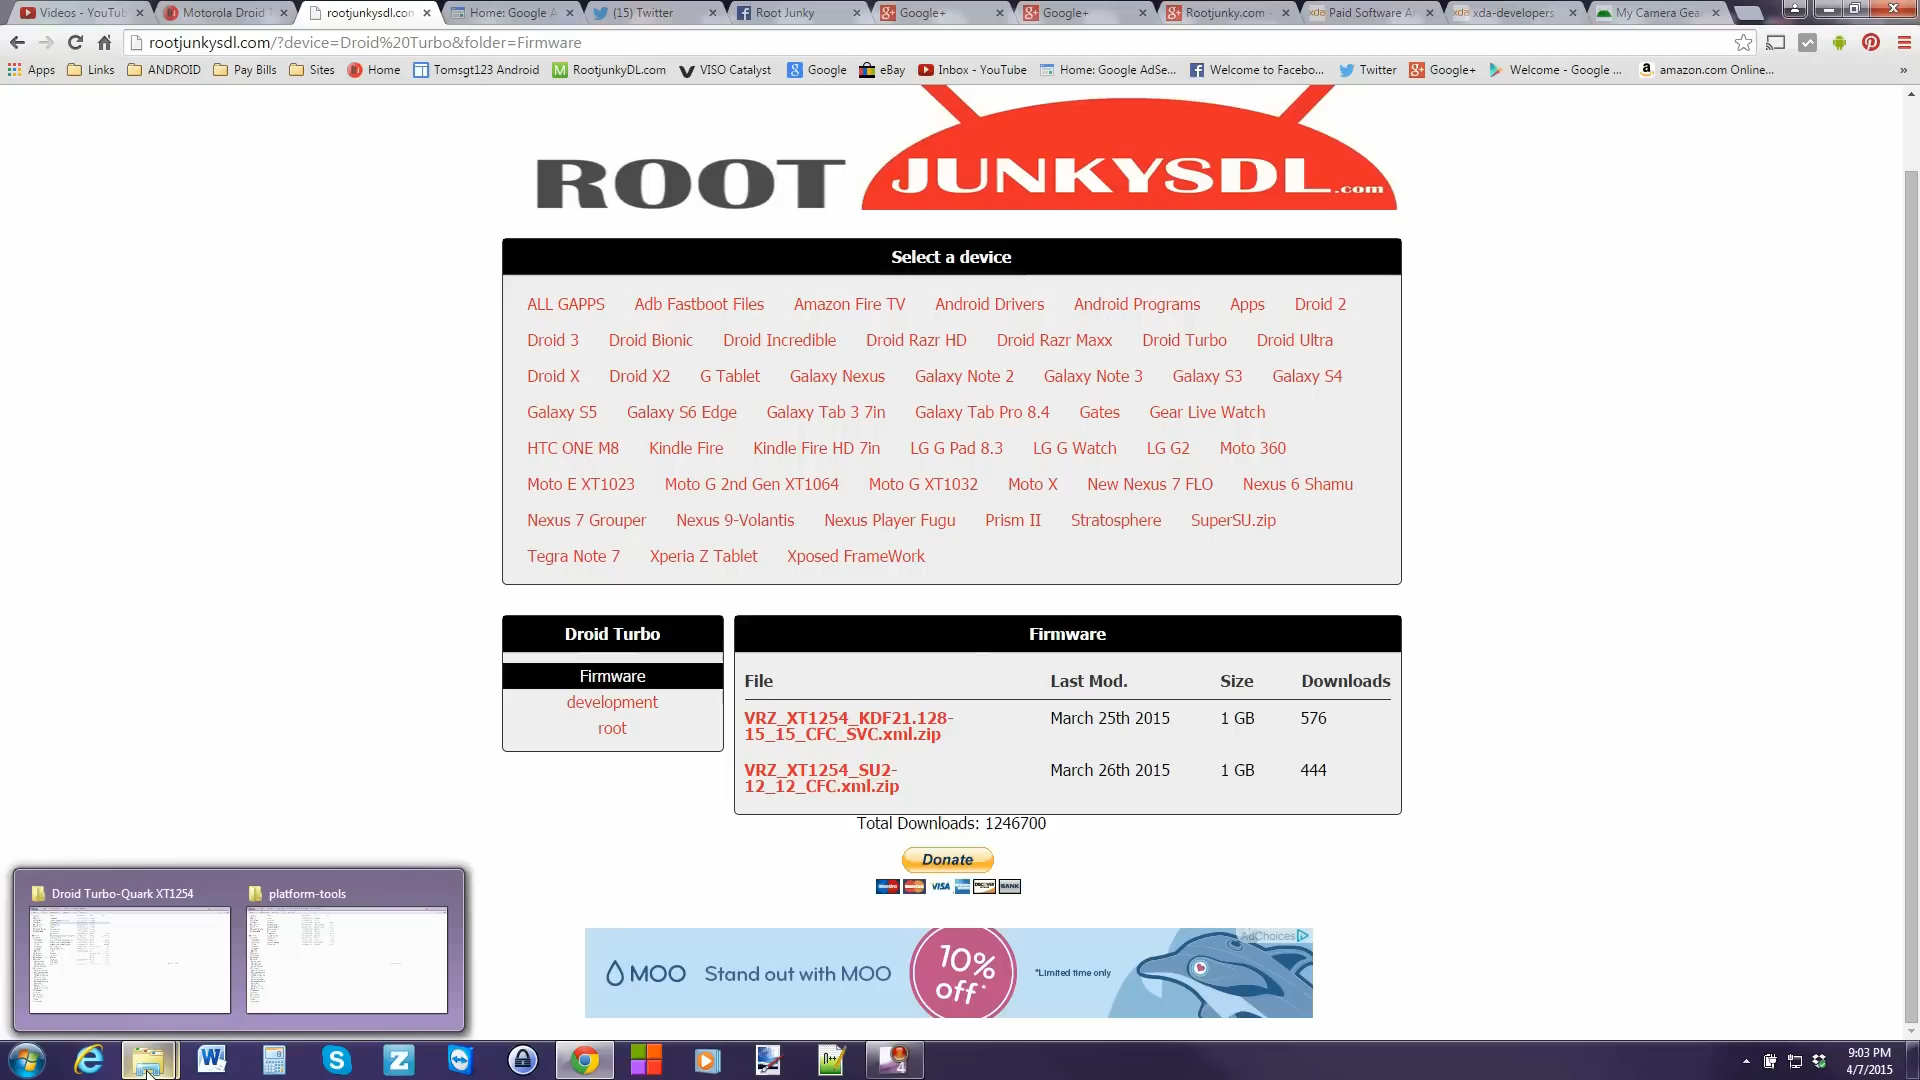 Videos - YouTub
Motorola Droid T
rootjunkysdl.con
Home: Google A
(15) Twitter
Root Junky
Google+
Google+
Rootjunky.com -
Paid Software A
xda-developers
My Camera Gea
rootjunkysdl.com/?device=Droid%20Turbo&folder=Firmware
Apps Links ANDROID Pay Bills Sites Home Tomsgt123 Android RootjunkyDL.com VISO Catalyst Google eBay Inbox - YouTube Home: Google AdSe... Welcome to Facebo... Twitter Google+ Welcome - Google ... amazon.com Online... »
ROOT JUNKYSDL.com
Select a device
ALL GAPPS Adb Fastboot Files Amazon Fire TV Android Drivers Android Programs Apps Droid 2
Droid 3 Droid Bionic Droid Incredible Droid Razr HD Droid Razr Maxx Droid Turbo Droid Ultra
Droid X Droid X2 G Tablet Galaxy Nexus Galaxy Note 2 Galaxy Note 3 Galaxy S3 Galaxy S4
Galaxy S5 Galaxy S6 Edge Galaxy Tab 3 7in Galaxy Tab Pro 8.4 Gates Gear Live Watch
HTC ONE M8 Kindle Fire Kindle Fire HD 7in LG G Pad 8.3 LG G Watch LG G2 Moto 360
Moto E XT1023 Moto G 2nd Gen XT1064 Moto G XT1032 Moto X New Nexus 7 FLO Nexus 6 Shamu
Nexus 7 Grouper Nexus 9-Volantis Nexus Player Fugu Prism II Stratosphere SuperSU.zip
Tegra Note 7 Xperia Z Tablet Xposed FrameWork
Droid Turbo
Firmware
development
root
Firmware
File Last Mod. Size Downloads
VRZ_XT1254_KDF21.128- March 25th 2015 1 GB 576
15_15_CFC_SVC.xml.zip
VRZ_XT1254_SU2- March 26th 2015 1 GB 444
12_12_CFC.xml.zip
Total Downloads: 1246700
Donate
VISA
BANK
Droid Turbo-Quark XT1254
platform-tools
MOO Stand out with MOO
10%
off*
*Limited time only
AdChoices
9:03 PM
4/7/2015